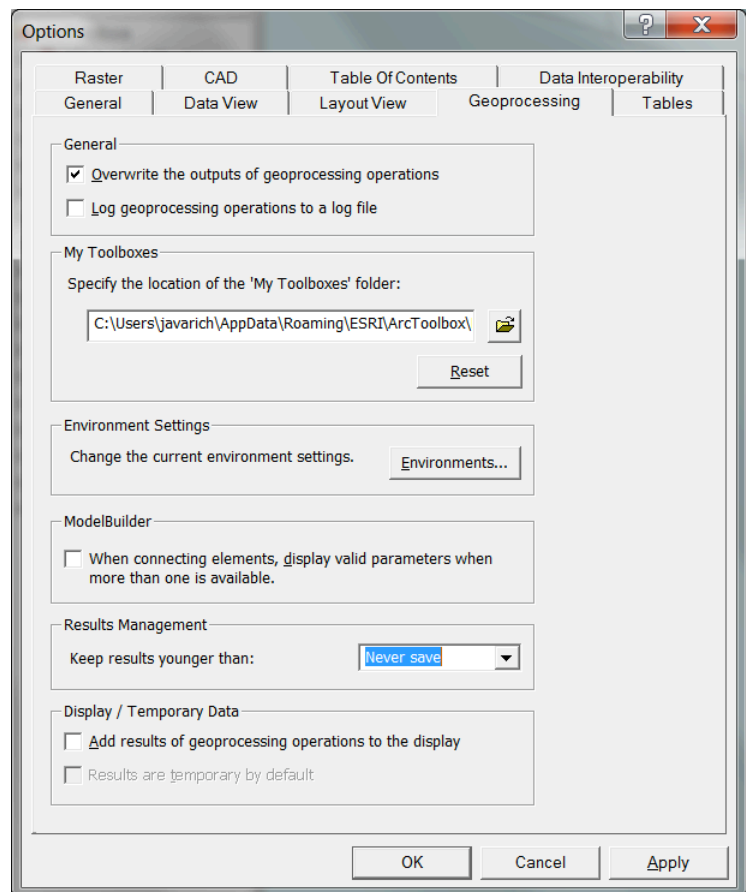 Options
Raster CAD Table Of Contents Data Interoperability
General Data View Layout View Geoprocessing Tables
General
Overwrite the outputs of geoprocessing operations
Log geoprocessing operations to a log file
My Toolboxes
Specify the location of the 'My Toolboxes' folder:
C:\Users\javarich\AppData\Roaming\ESRI\ArcToolbox\
Reset
Environment Settings
Change the current environment settings. Environments...
ModelBuilder
When connecting elements, display valid parameters when
more than one is available.
Results Management
Keep results younger than: Never save
Display / Temporary Data
Add results of geoprocessing operations to the display
Results are temporary by default
OK Cancel Apply